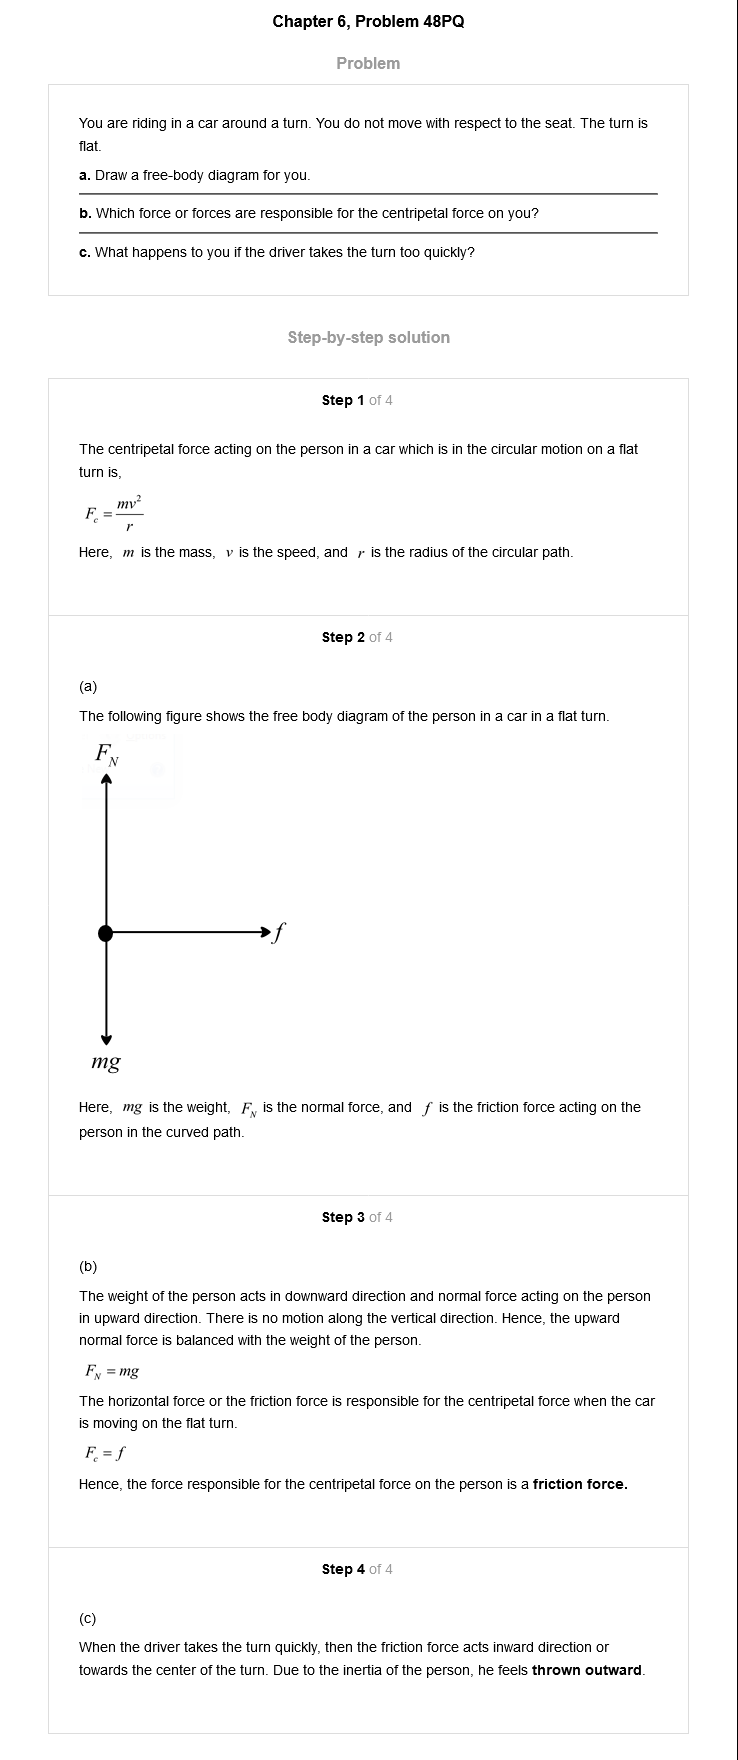 Chapter 6, Problem 48PQ
Problem
You are riding in a car around a turn. You do not move with respect to the seat. The turn is
flat.
a. Draw a free-body diagram for you.
b. Which force or forces are responsible for the centripetal force on you?
c. What happens to you if the driver takes the turn too quickly?
Step-by-step solution
Step 1 of 4
The centripetal force acting on the person in a car which is in the circular motion on a flat
turn is,
F_c = mv²/r
Here, m is the mass, v is the speed, and r is the radius of the circular path.
Step 2 of 4
(a)
The following figure shows the free body diagram of the person in a car in a flat turn.
F_N
f
mg
Here, mg is the weight, F_N is the normal force, and f is the friction force acting on the
person in the curved path.
Step 3 of 4
(b)
The weight of the person acts in downward direction and normal force acting on the person
in upward direction. There is no motion along the vertical direction. Hence, the upward
normal force is balanced with the weight of the person.
F_N = mg
The horizontal force or the friction force is responsible for the centripetal force when the car
is moving on the flat turn.
F_c = f
Hence, the force responsible for the centripetal force on the person is a friction force.
Step 4 of 4
(c)
When the driver takes the turn quickly, then the friction force acts inward direction or
towards the center of the turn. Due to the inertia of the person, he feels thrown outward.